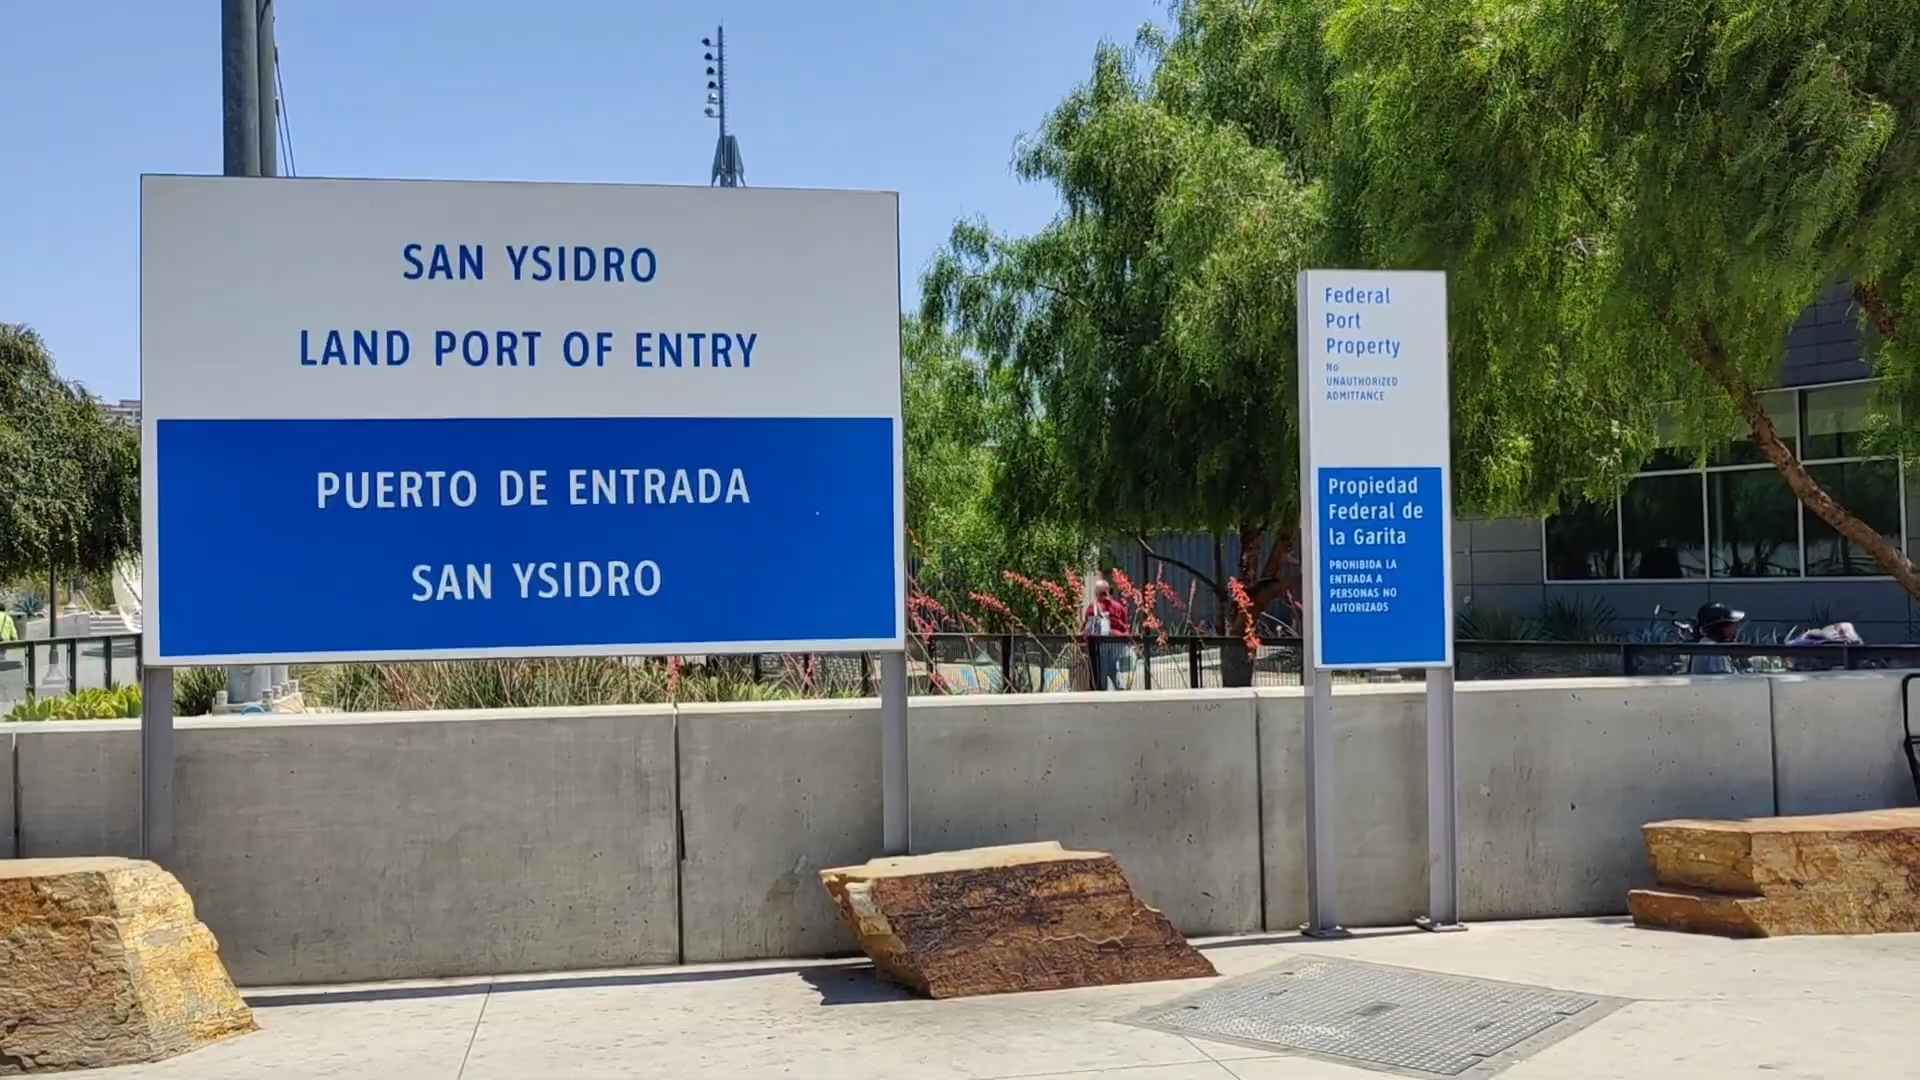 SAN YSIDRO
LAND PORT OF ENTRY
PUERTO DE ENTRADA
SAN YSIDRO
Federal
Port
Property
No
UNAUTHORIZED
ADMITTANCE
Propiedad
Federal de
la Garita
PROHIBIDA LA
ENTRADA A
PERSONAS NO
AUTORIZADS